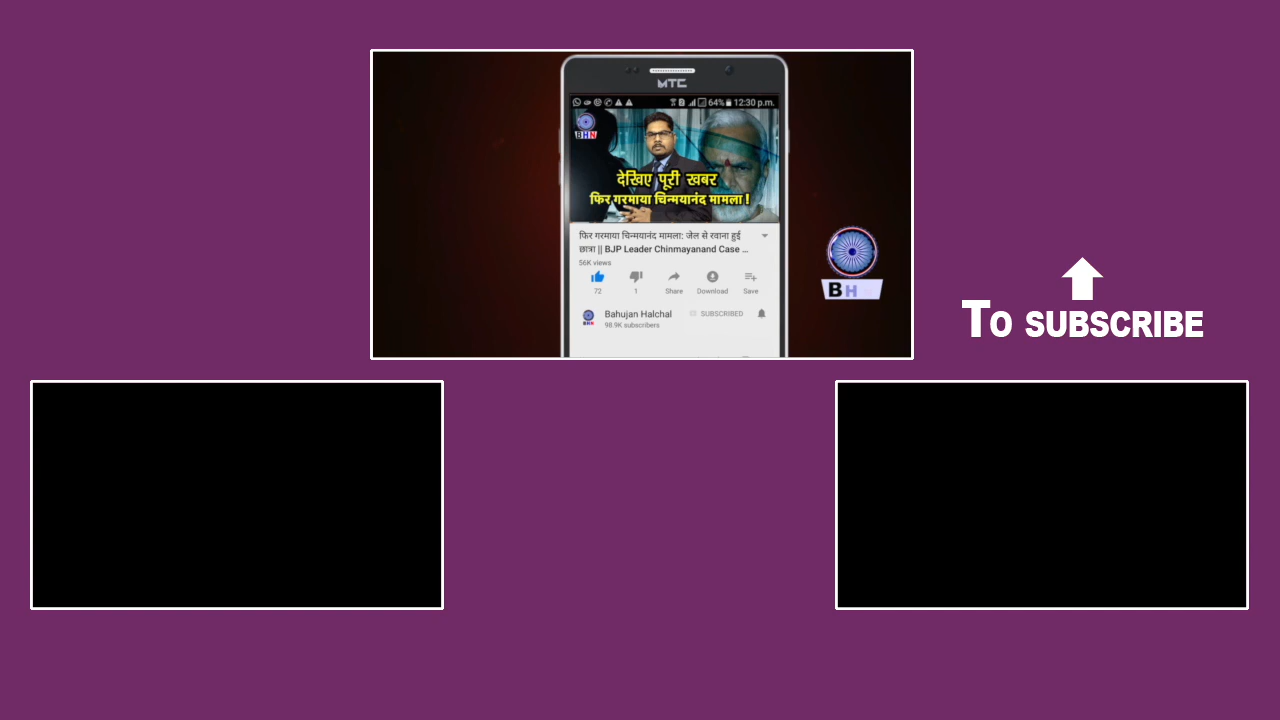 MTC
64% 12:30 p.m.
BHN
देखिए पूरी खबर
फिर गरमाया चिन्मयानंद मामला !
फिर गरमाया चिन्मयानंद मामला: जेल से रवाना हुई
छात्रा || BJP Leader Chinmayanand Case ...
56K views
72 1 Share Download Save
Bahujan Halchal SUBSCRIBED
98.9K subscribers
BH
TO SUBSCRIBE